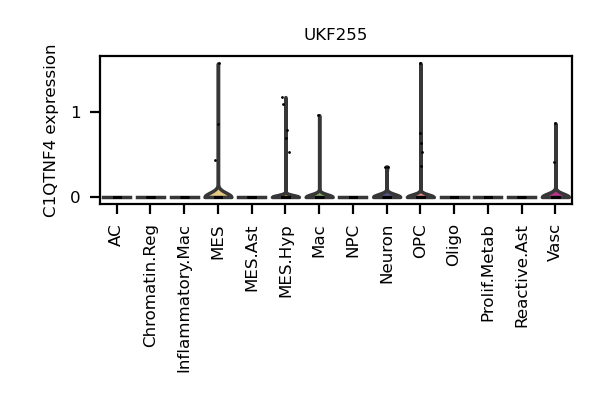 UKF255
C1QTNF4 expression
1
0
AC
Chromatin.Reg
Inflammatory.Mac
MES
MES.Ast
MES.Hyp
Mac
NPC
Neuron
OPC
Oligo
Prolif.Metab
Reactive.Ast
Vasc